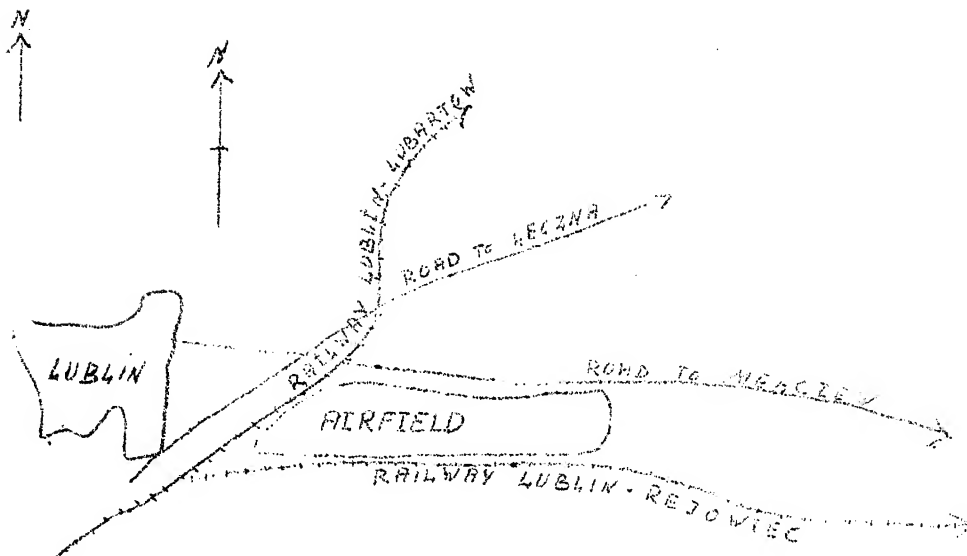 N
N
RAILWAY LUBLIN-LUBARTOW
ROAD TO LECZNA
LUBLIN
ROAD TO
AIRFIELD
RAILWAY LUBLIN-REJOWIEC